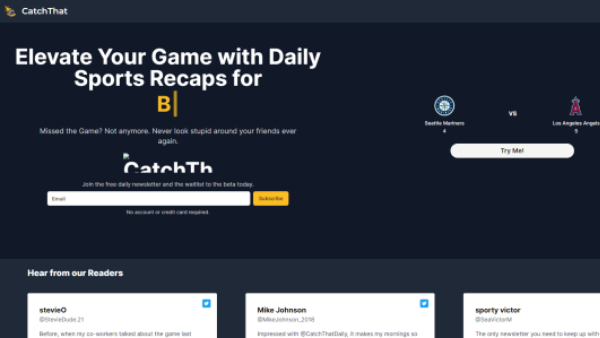 CatchThat
Elevate Your Game with Daily
Sports Recaps for
B
Missed the Game? Not anymore. Never look stupid around your friends ever
again.
CatchTh
Join the free daily newsletter and the waitlist to the beta today.
Email
Subscribe
No account or credit card required.
Seattle Mariners
4
vs
Los Angeles Angels
5
Try Me!
Hear from our Readers
stevieO
@StevieDude 21
Before, when my co-workers talked about the game last
Mike Johnson
@MikeJohnson_2018
Impressed with @CatchThatDaily, it makes my mornings so
sporty victor
@SeaVictorM
The only newsletter you need to keep up with